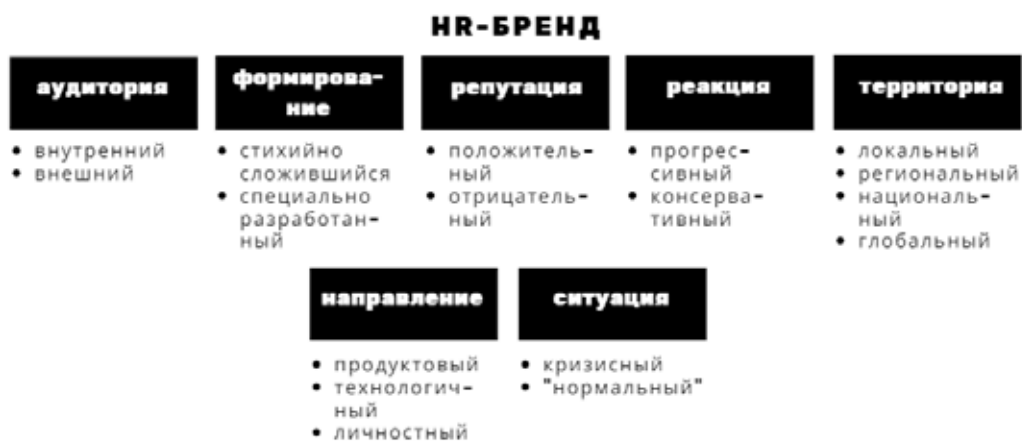 HR-БРЕНД
аудитория
• внутренний
• внешний
формирова-
ние
• стихийно
сложившийся
• специально
разработан-
ный
репутация
• положитель-
ный
• отрицатель-
ный
реакция
• прогрес-
сивный
• консерва-
тивный
территория
• локальный
• региональный
• националь-
ный
• глобальный
направление
• продуктовый
• технологич-
ный
• личностный
ситуация
• кризисный
• "нормальный"